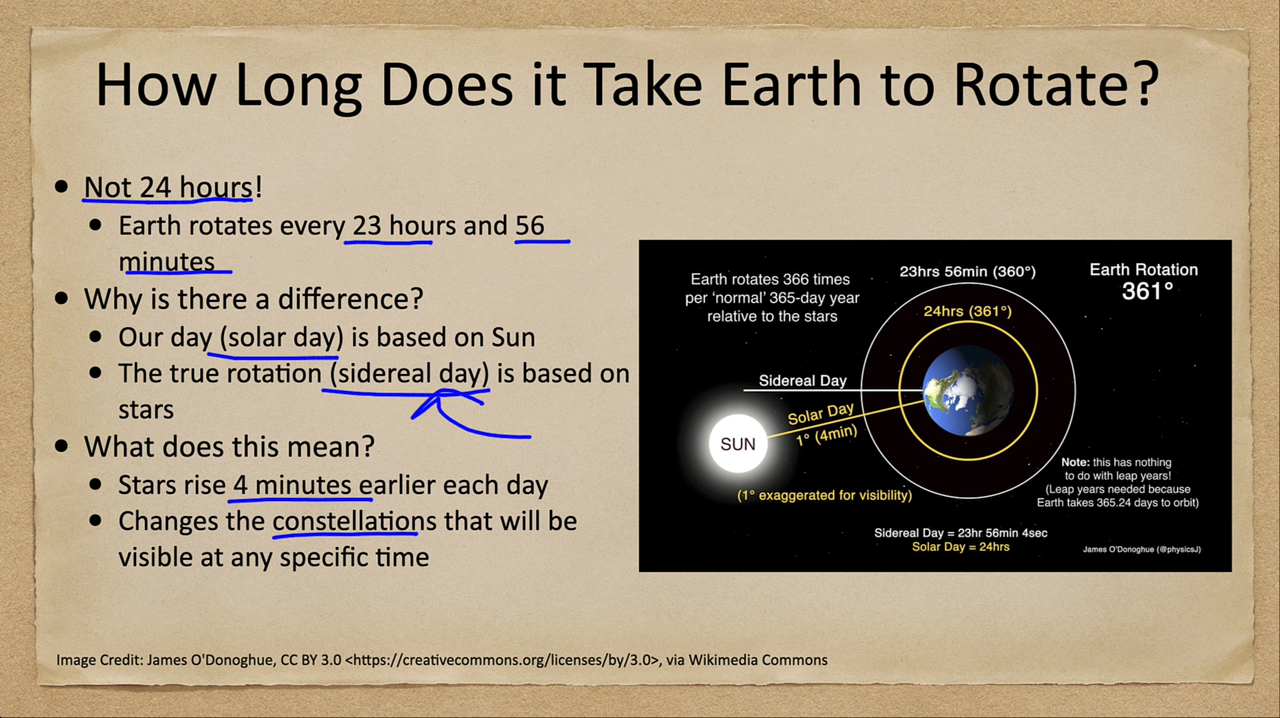 How Long Does it Take Earth to Rotate?
• Not 24 hours!
• Earth rotates every 23 hours and 56
minutes
• Why is there a difference?
• Our day (solar day) is based on Sun
• The true rotation (sidereal day) is based on
stars
• What does this mean?
• Stars rise 4 minutes earlier each day
• Changes the constellations that will be
visible at any specific time
Earth rotates 366 times
per ‘normal’ 365-day year
relative to the stars
23hrs 56min (360°)
24hrs (361°)
Earth Rotation
361°
Sidereal Day
Solar Day
1° (4min)
SUN
(1° exaggerated for visibility)
Note: this has nothing
to do with leap years!
(Leap years needed because
Earth takes 365.24 days to orbit)
Sidereal Day = 23hr 56min 4sec
Solar Day = 24hrs
James O'Donoghue (@physicsJ)
Image Credit: James O'Donoghue, CC BY 3.0 <https://creativecommons.org/licenses/by/3.0>, via Wikimedia Commons